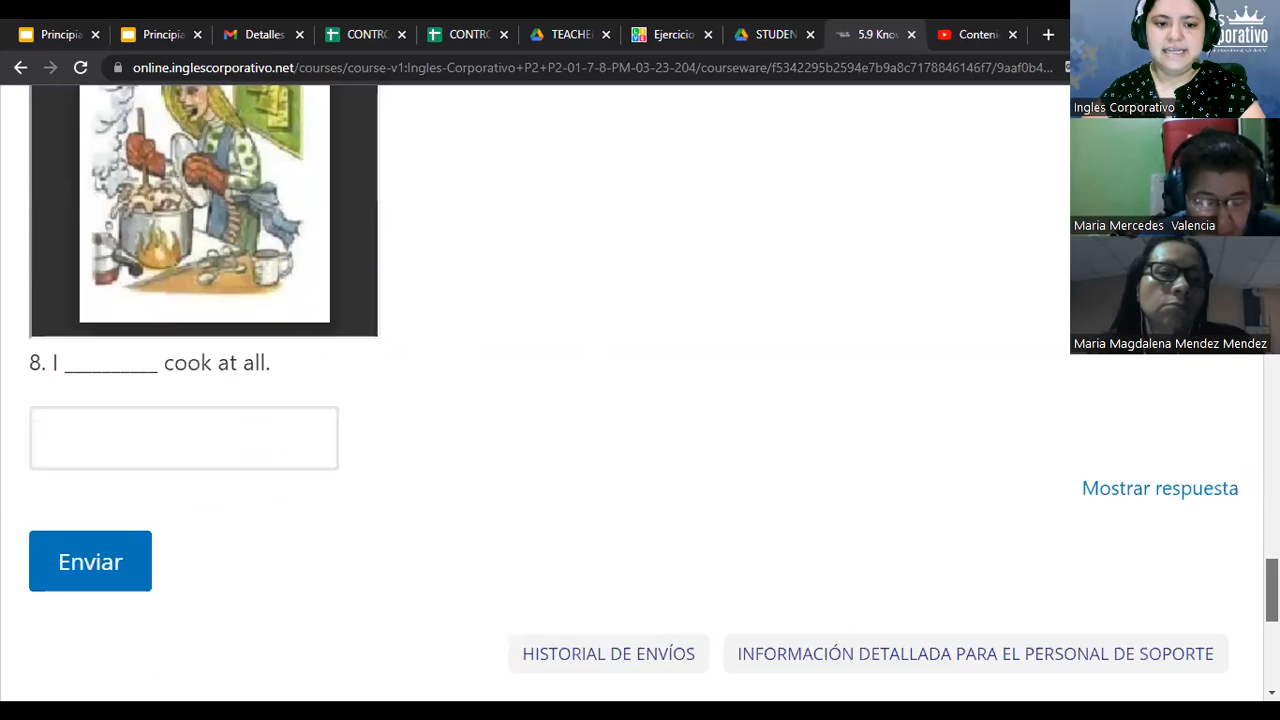 Principia
Principia
Detalles
CONTRO
CONTRO
TEACHE
Ejercicio
STUDEN
5.9 Know
Conteni
online.inglescorporativo.net/courses/course-v1:Ingles-Corporativo+P2+P2-01-7-8-PM-03-23-204/courseware/f5342295b2594e7b9a8c7178846146f7/9aaf0b4...
Ingles Corporativo
Maria Mercedes Valencia
Maria Magdalena Mendez Mendez
8. I __________ cook at all.
Mostrar respuesta
Enviar
HISTORIAL DE ENVÍOS
INFORMACIÓN DETALLADA PARA EL PERSONAL DE SOPORTE